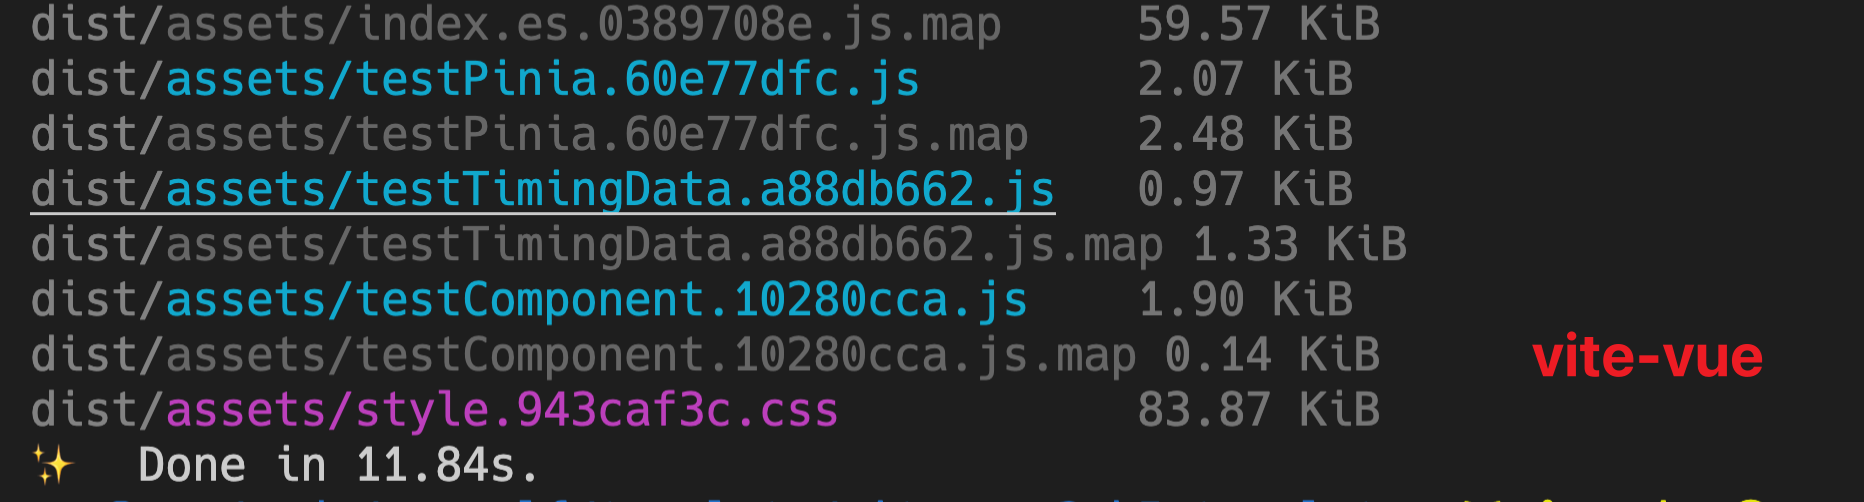 dist/assets/index.es.0389708e.js.map 59.57 KiB
dist/assets/testPinia.60e77dfc.js 2.07 KiB
dist/assets/testPinia.60e77dfc.js.map 2.48 KiB
dist/assets/testTimingData.a88db662.js 0.97 KiB
dist/assets/testTimingData.a88db662.js.map 1.33 KiB
dist/assets/testComponent.10280cca.js 1.90 KiB
dist/assets/testComponent.10280cca.js.map 0.14 KiB
vite-vue
dist/assets/style.943caf3c.css 83.87 KiB
✨ Done in 11.84s.